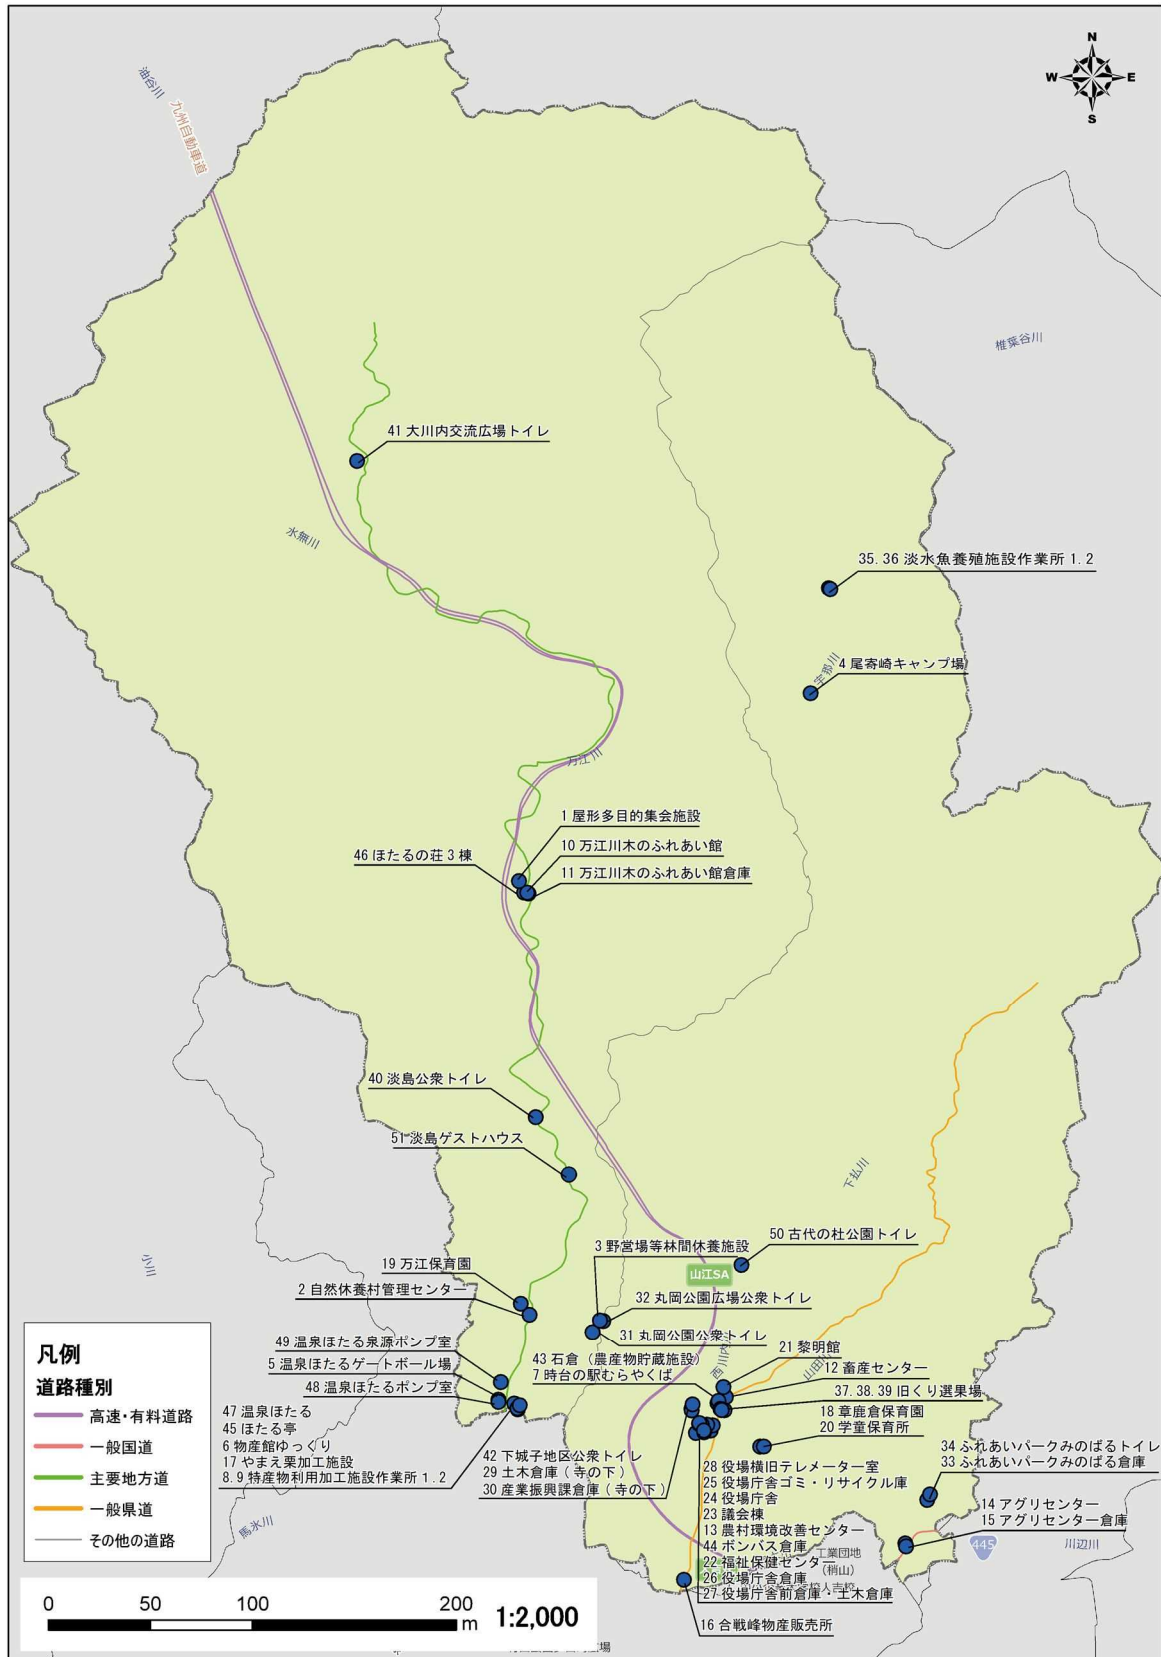 N
W
E
S
油谷川
九州自動車道
椎葉谷川
41 大川内交流広場トイレ
水無川
35.36 淡水魚養殖施設作業所 1.2
宇那川
4 尾寄崎キャンプ場
万江川
1 屋形多目的集会施設
46 ほたるの荘 3 棟
10 万江川木のふれあい館
11 万江川木のふれあい館倉庫
40 淡島公衆トイレ
51 淡島ゲストハウス
下払川
小川
50 古代の杜公園トイレ
3 野営場等林間休養施設
山江SA
19 万江保育園
2 自然休養村管理センター
32 丸岡公園広場公衆トイレ
31 丸岡公園公衆トイレ
西川内川
21 黎明館
山田川
49 温泉ほたる泉源ポンプ室
43 石倉（農産物貯蔵施設）
12 畜産センター
5 温泉ほたるゲートボール場
7 時台の駅むらやくば
37.38.39 旧くり選果場
48 温泉ほたるポンプ室
18 章鹿倉保育園
20 学童保育所
47 温泉ほたる
45 ほたる亭
6 物産館ゆっくり
17 やまえ栗加工施設
8.9 特産物利用加工施設作業所 1.2
42 下城子地区公衆トイレ
29 土木倉庫（寺の下）
30 産業振興課倉庫（寺の下）
34 ふれあいパークみのばるトイレ
33 ふれあいパークみのばる倉庫
28 役場横旧テレメーター室
25 役場庁舎ゴミ・リサイクル庫
24 役場庁舎
23 議会棟
13 農村環境改善センター
44 ボンバス倉庫
22 福祉保健センター
26 役場庁舎倉庫
27 役場庁舎前倉庫・土木倉庫
14 アグリセンター
15 アグリセンター倉庫
445
川辺川
工業団地
（梢山）
人吉校
馬氷川
16 合戦峰物産販売所
凡例
道路種別
高速・有料道路
一般国道
主要地方道
一般県道
その他の道路
0 50 100 200 m 1:2,000